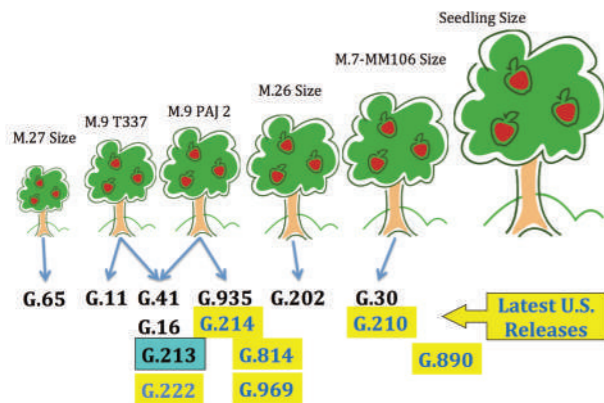 Seedling Size
M.7-MM106 Size
M.26 Size
M.9 PAJ 2
M.9 T337
M.27 Size
G.65 G.11 G.41 G.935 G.202 G.30
G.16 G.214 G.210
G.213 G.814 G.890
G.222 G.969
Latest U.S.
Releases